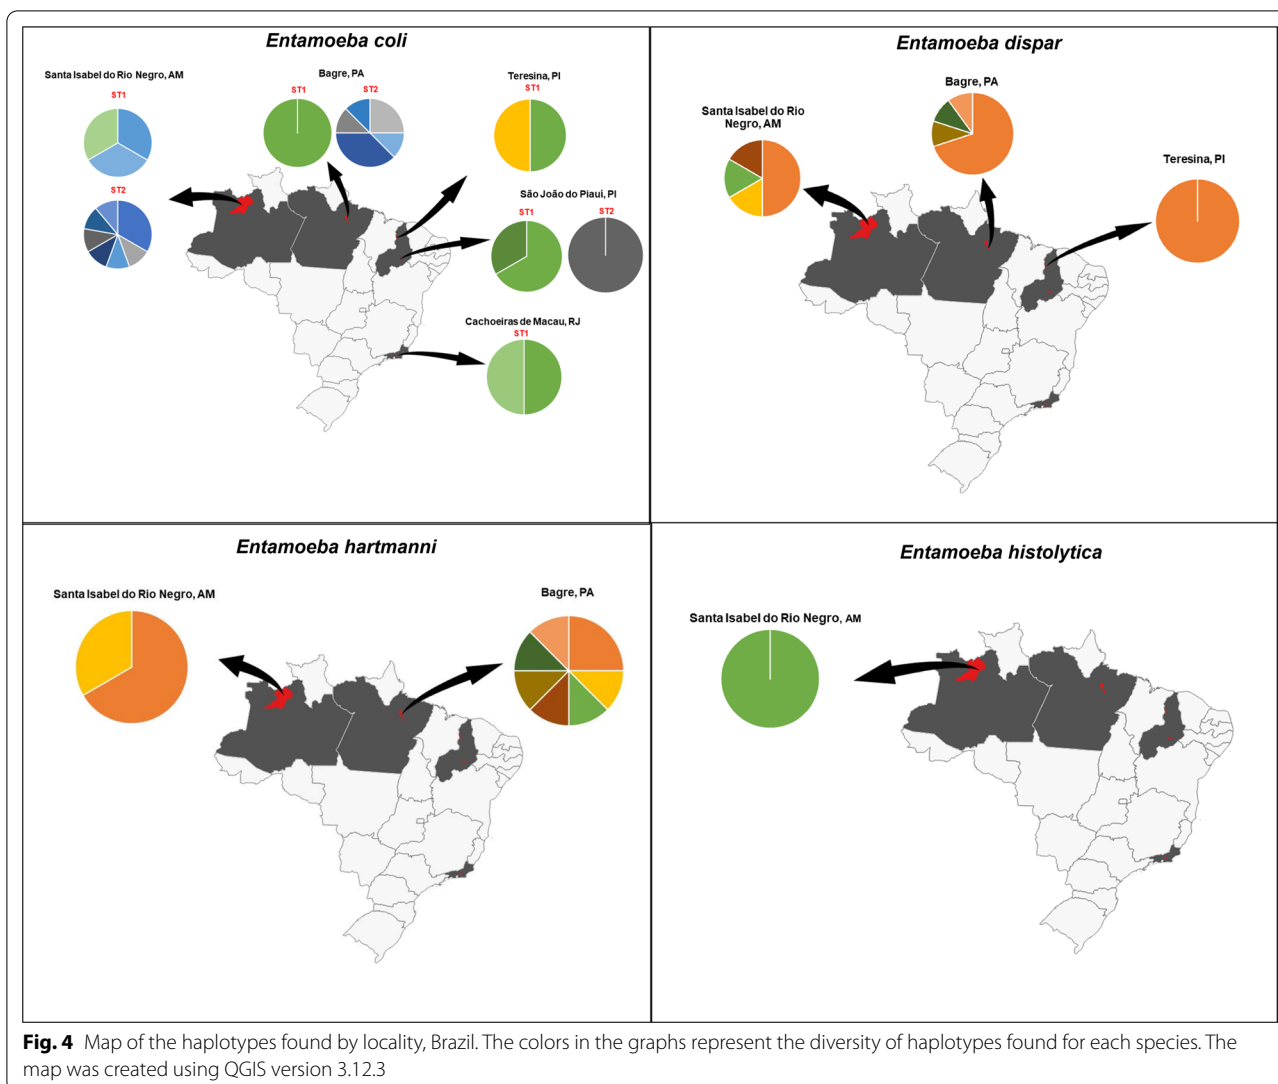 Entamoeba coli
Santa Isabel do Rio Negro, AM
ST1
ST2
Bagre, PA
ST1
ST2
Teresina, PI
ST1
São João do Piauí, PI
ST1
ST2
Cachoeiras de Macau, RJ
ST1
Entamoeba dispar
Santa Isabel do Rio
Negro, AM
Bagre, PA
Teresina, PI
Entamoeba hartmanni
Santa Isabel do Rio Negro, AM
Bagre, PA
Entamoeba histolytica
Santa Isabel do Rio Negro, AM
Fig. 4 Map of the haplotypes found by locality, Brazil. The colors in the graphs represent the diversity of haplotypes found for each species. The
map was created using QGIS version 3.12.3